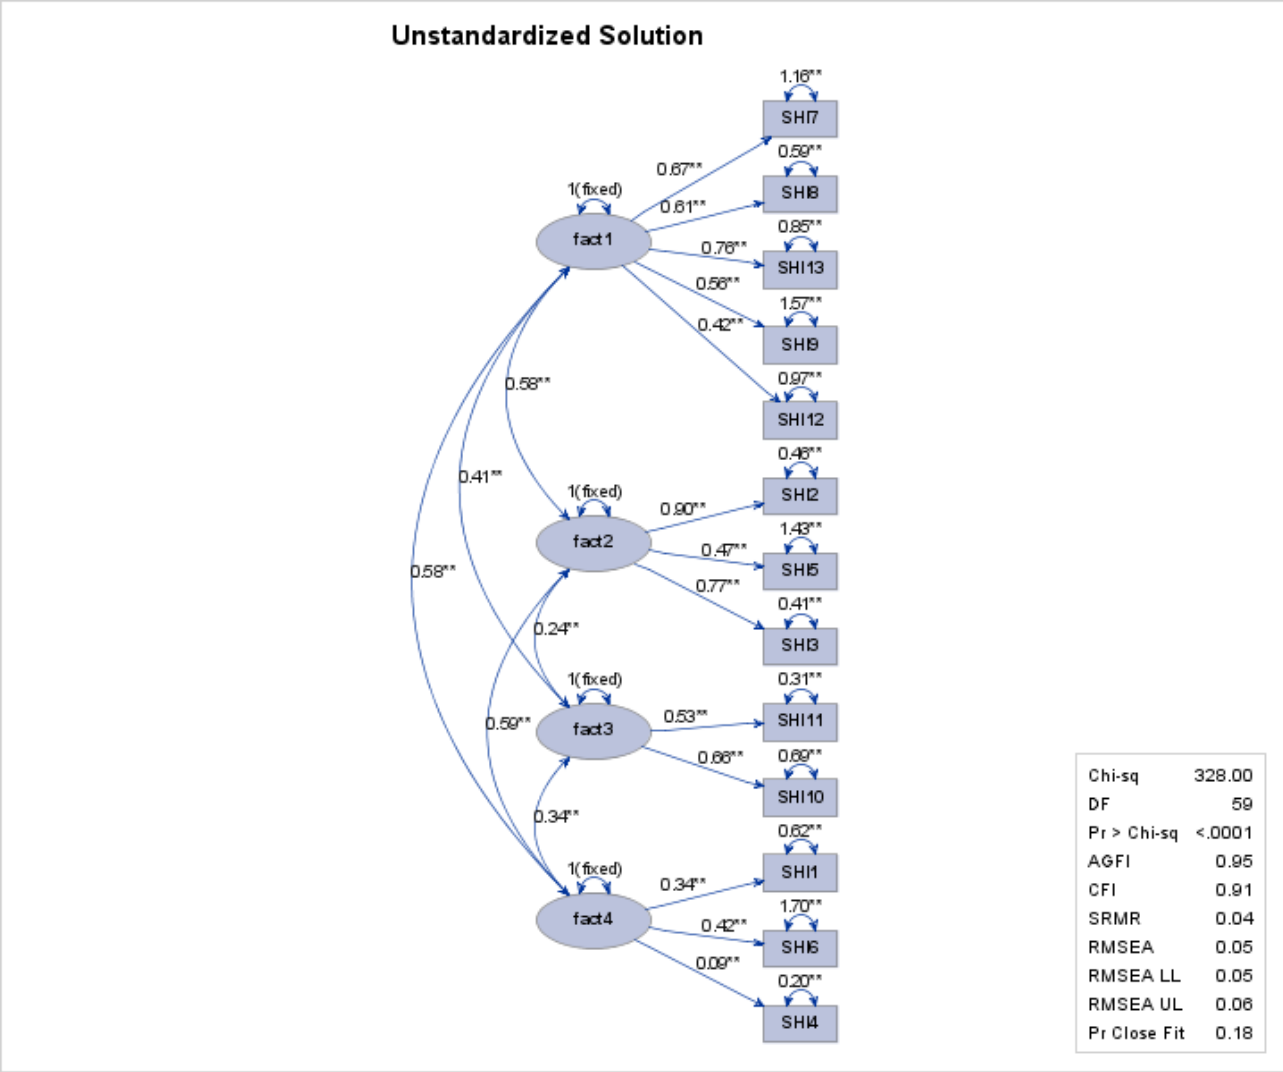 Unstandardized Solution
1.16**
SHI7
0.67**
0.59**
1(fixed)
SHI8
0.61**
0.85**
fact1
0.76**
SHI13
0.56**
1.57**
0.42**
SHI9
0.97**
0.58**
SHI12
0.46**
0.41**
1(fixed)
SHI2
0.90**
1.43**
fact2
0.47**
SHI5
0.58**
0.77**
0.41**
0.24**
SHI3
1(fixed)
0.31**
0.59**
0.53**
SHI11
fact3
0.66**
0.69**
SHI10
0.34**
0.62**
1(fixed)
SHI1
0.34**
1.70**
fact4
0.42**
SHI6
0.09**
0.20**
SHI4
Chi-sq 328.00
DF 59
Pr > Chi-sq <.0001
AGFI 0.95
CFI 0.91
SRMR 0.04
RMSEA 0.05
RMSEA LL 0.05
RMSEA UL 0.06
Pr Close Fit 0.18